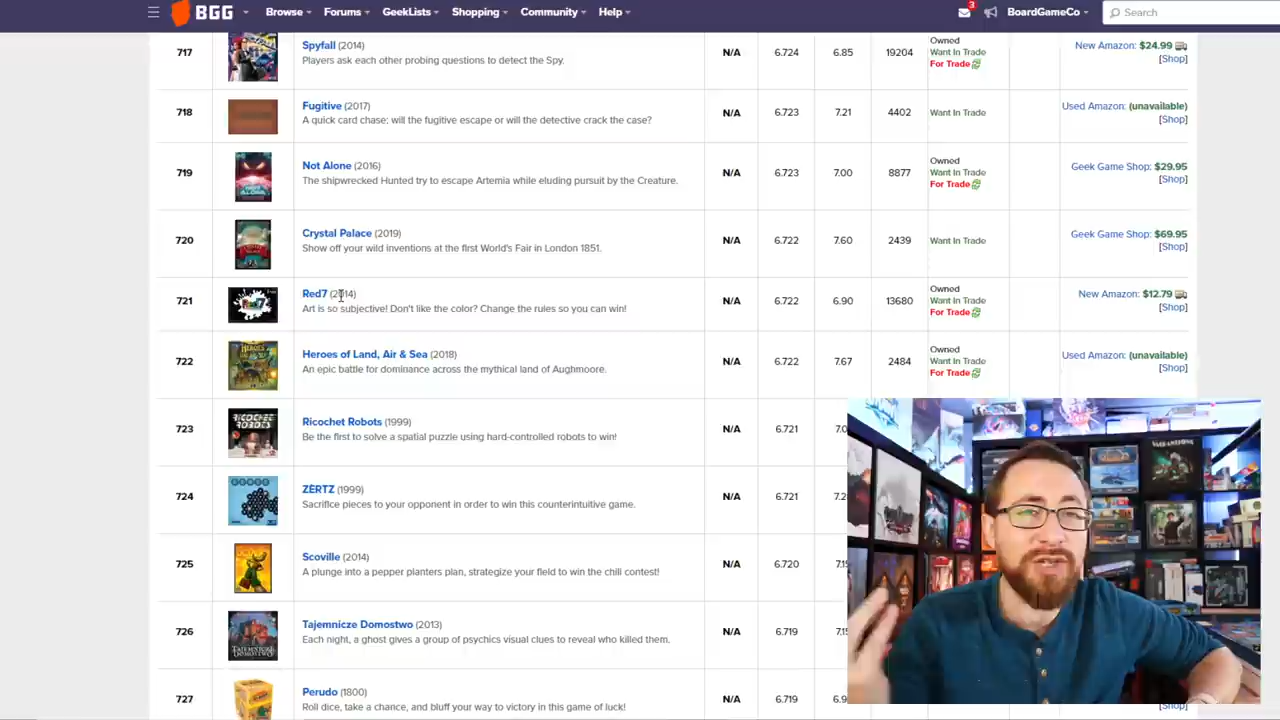 BGG Browse Forums GeekLists Shopping Community Help 3 BoardGameCo Search
717 Spyfall (2014) N/A 6.724 6.85 19204 Owned New Amazon: $24.99
Players ask each other probing questions to detect the Spy. Want In Trade [Shop]
For Trade
718 Fugitive (2017) N/A 6.723 7.21 4402 Want In Trade Used Amazon: (unavailable)
A quick card chase; will the fugitive escape or will the detective crack the case? [Shop]
719 Not Alone (2016) N/A 6.723 7.00 8877 Owned Geek Game Shop: $29.95
The shipwrecked Hunted try to escape Artemia while eluding pursuit by the Creature. Want In Trade [Shop]
For Trade
720 Crystal Palace (2019) N/A 6.722 7.60 2439 Want In Trade Geek Game Shop: $69.95
Show off your wild inventions at the first World's Fair in London 1851. [Shop]
721 Red7 (2014) N/A 6.722 6.90 13680 Owned New Amazon: $12.79
Art is so subjective! Don't like the color? Change the rules so you can win! Want In Trade [Shop]
For Trade
722 Heroes of Land, Air & Sea (2018) N/A 6.722 7.67 2484 Owned Used Amazon: (unavailable)
An epic battle for dominance across the mythical land of Aughmoore. Want In Trade [Shop]
For Trade
723 Ricochet Robots (1999) N/A 6.721 7.0
Be the first to solve a spatial puzzle using hard-controlled robots to win!
724 ZÈRTZ (1999) N/A 6.721 7.2
Sacrifice pieces to your opponent in order to win this counterintuitive game.
725 Scoville (2014) N/A 6.720 7.15
A plunge into a pepper planters plan, strategize your field to win the chili contest!
726 Tajemnicze Domostwo (2013) N/A 6.719 7.15
Each night, a ghost gives a group of psychics visual clues to reveal who killed them.
727 Perudo (1800) N/A 6.719 6.9
Roll dice, take a chance, and bluff your way to victory in this game of luck! [Shop]